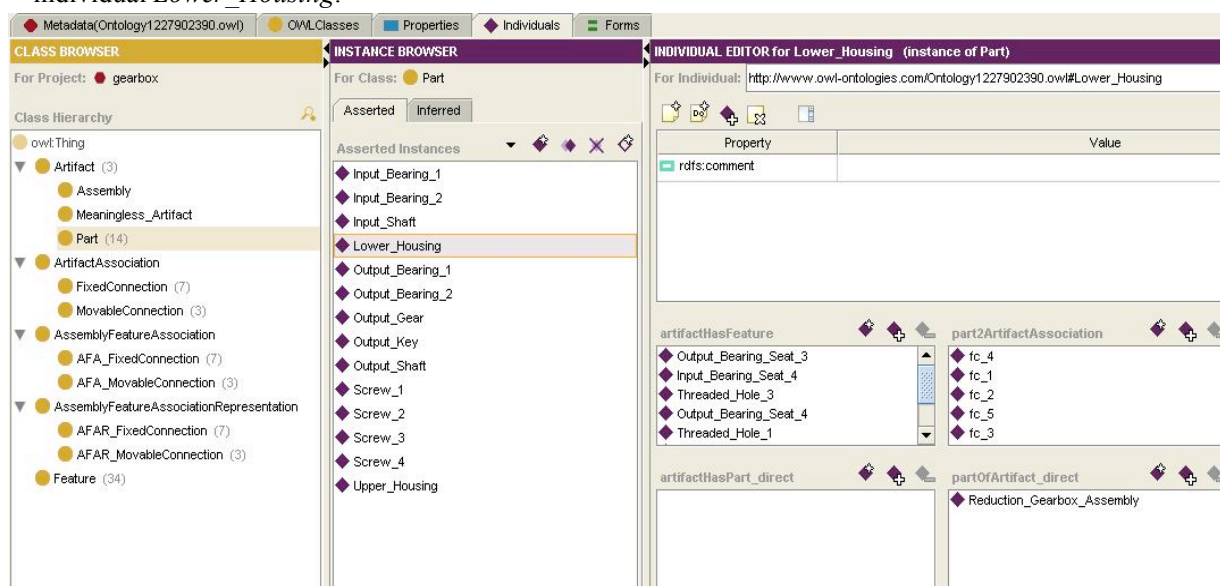 individual Lower_Housing.
Metadata(Ontology1227902390.owl) OWLClasses Properties Individuals Forms
CLASS BROWSER
For Project: gearbox
Class Hierarchy
owl:Thing
Artifact (3)
Assembly
Meaningless_Artifact
Part (14)
ArtifactAssociation
FixedConnection (7)
MovableConnection (3)
AssemblyFeatureAssociation
AFA_FixedConnection (7)
AFA_MovableConnection (3)
AssemblyFeatureAssociationRepresentation
AFAR_FixedConnection (7)
AFAR_MovableConnection (3)
Feature (34)
INSTANCE BROWSER
For Class: Part
Asserted Inferred
Asserted Instances
Input_Bearing_1
Input_Bearing_2
Input_Shaft
Lower_Housing
Output_Bearing_1
Output_Bearing_2
Output_Gear
Output_Key
Output_Shaft
Screw_1
Screw_2
Screw_3
Screw_4
Upper_Housing
INDIVIDUAL EDITOR for Lower_Housing (instance of Part)
For Individual: http://www.owl-ontologies.com/Ontology1227902390.owl#Lower_Housing
Property Value
rdfs:comment
artifactHasFeature
Output_Bearing_Seat_3
Input_Bearing_Seat_4
Threaded_Hole_3
Output_Bearing_Seat_4
Threaded_Hole_1
part2ArtifactAssociation
fc_4
fc_1
fc_2
fc_5
fc_3
artifactHasPart_direct
partOfArtifact_direct
Reduction_Gearbox_Assembly